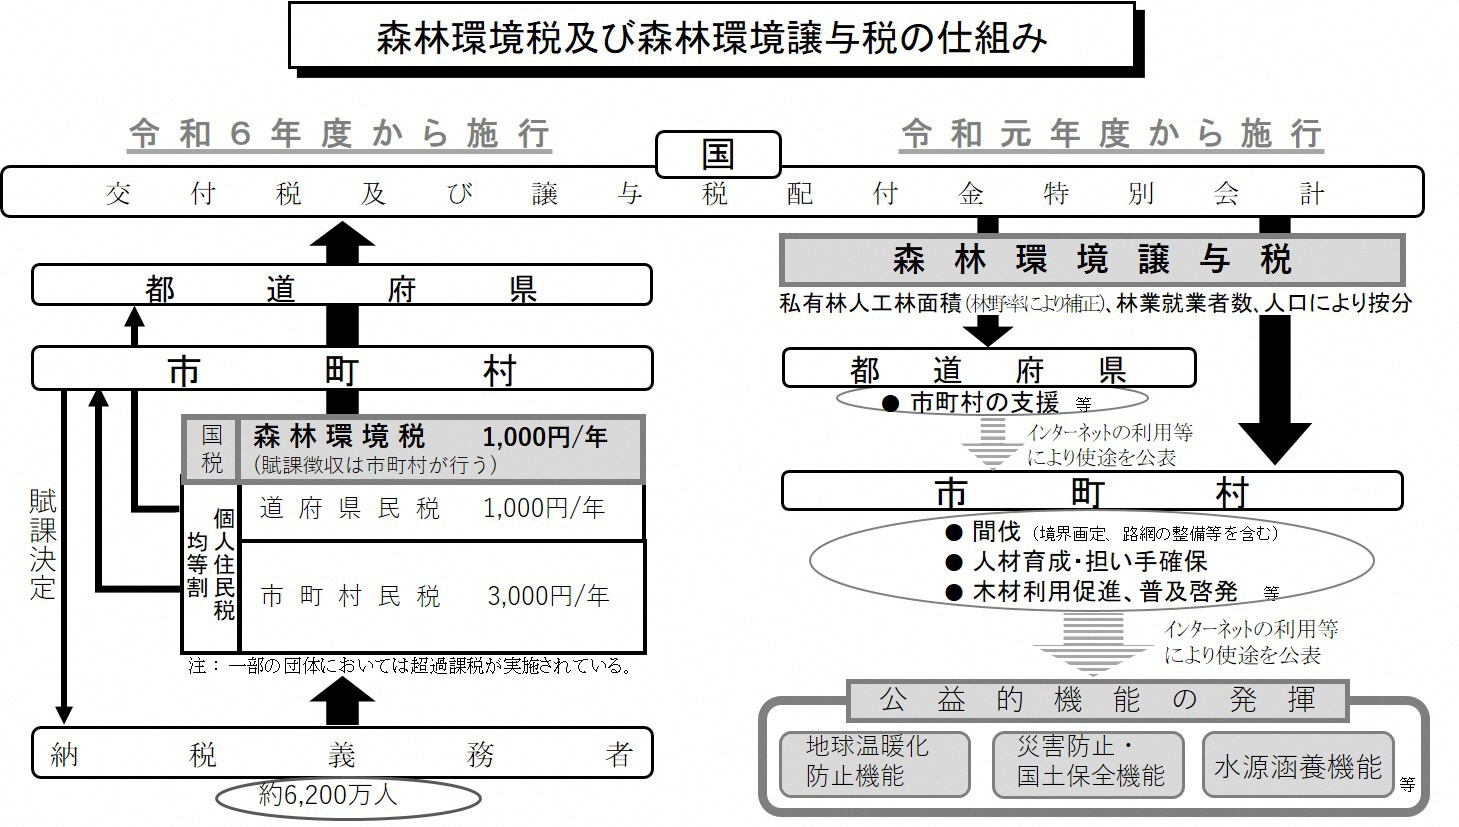 森林環境税及び森林環境譲与税の仕組み
令和６年度から施行
令和元年度から施行
国
交付税及び譲与税配付金特別会計
都道府県
市町村
国税
森林環境税 1,000円/年
(賦課徴収は市町村が行う)
個人住民税
均等割
道府県民税 1,000円/年
市町村民税 3,000円/年
注：一部の団体においては超過課税が実施されている。
賦課決定
納税義務者
約6,200万人
森林環境譲与税
私有林人工林面積(林野率により補正)、林業就業者数、人口により按分
都道府県
● 市町村の支援 等
インターネットの利用等
により使途を公表
市町村
● 間伐（境界画定、路網の整備等を含む）
● 人材育成・担い手確保
● 木材利用促進、普及啓発 等
インターネットの利用等
により使途を公表
公益的機能の発揮
地球温暖化
防止機能
災害防止・
国土保全機能
水源涵養機能
等